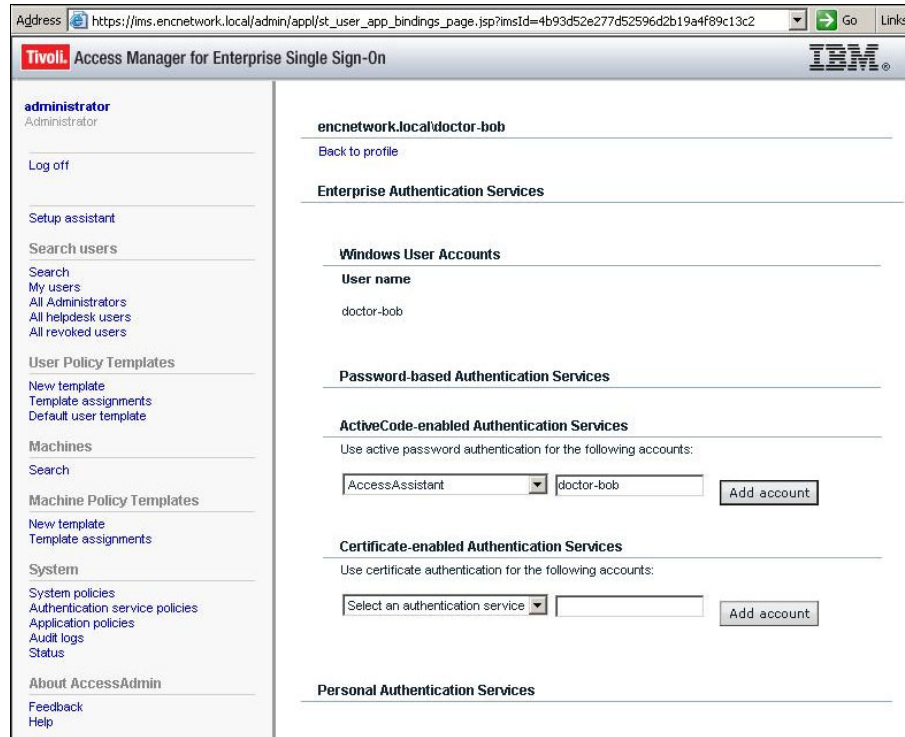 Address https://ims.encnetwork.local/admin/appl/st_user_app_bindings_page.jsp?imsId=4b93d52e277d52596d2b19a4f89c13c2 Go Links
Tivoli. Access Manager for Enterprise Single Sign-On IBM®
administrator
Administrator
Log off
Setup assistant
Search users
Search
My users
All Administrators
All helpdesk users
All revoked users
User Policy Templates
New template
Template assignments
Default user template
Machines
Search
Machine Policy Templates
New template
Template assignments
System
System policies
Authentication service policies
Application policies
Audit logs
Status
About AccessAdmin
Feedback
Help
encnetwork.local\doctor-bob
Back to profile
Enterprise Authentication Services
Windows User Accounts
User name
doctor-bob
Password-based Authentication Services
ActiveCode-enabled Authentication Services
Use active password authentication for the following accounts:
AccessAssistant doctor-bob Add account
Certificate-enabled Authentication Services
Use certificate authentication for the following accounts:
Select an authentication service Add account
Personal Authentication Services